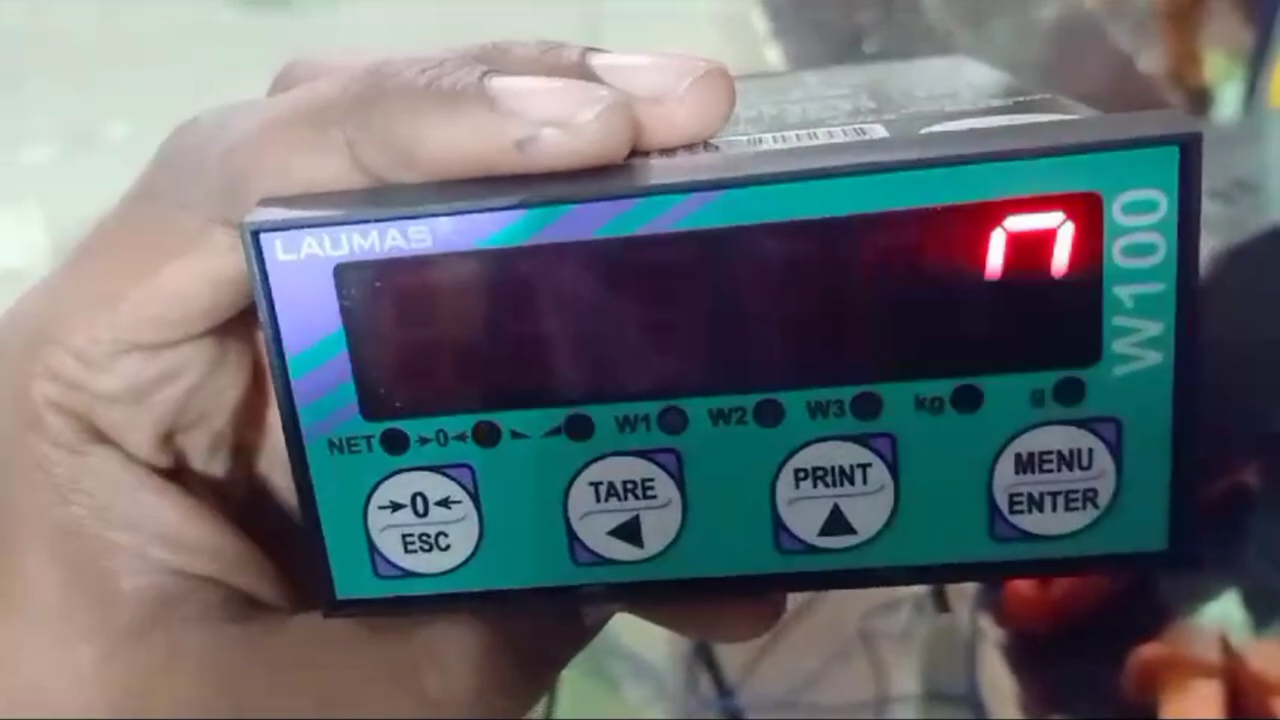 LAUMAS
W100
NET →0← W1 W2 W3 kg g
→0← TARE PRINT MENU
ESC ENTER